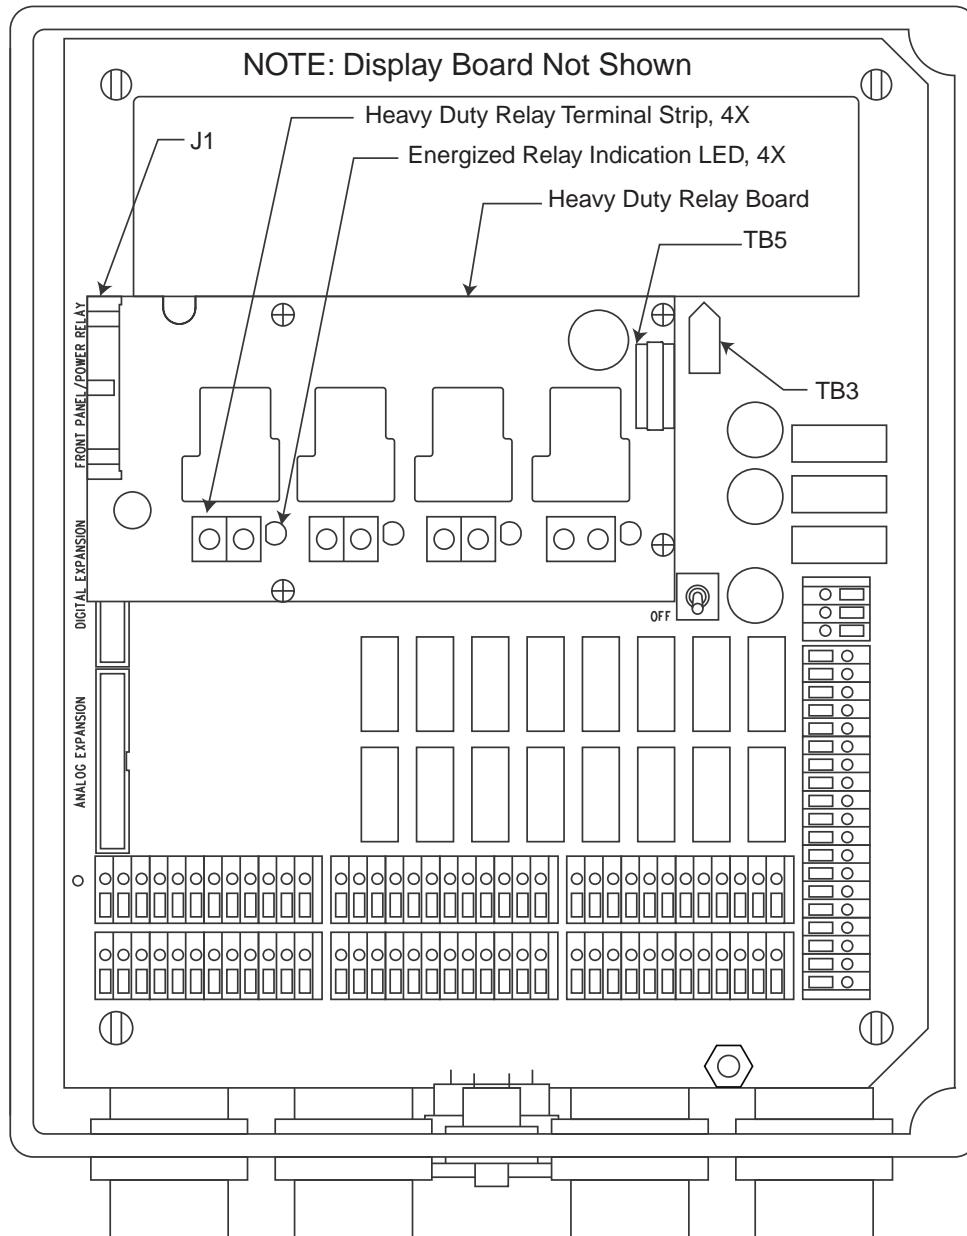 NOTE: Display Board Not Shown
Heavy Duty Relay Terminal Strip, 4X
J1
Energized Relay Indication LED, 4X
Heavy Duty Relay Board
TB5
FRONT PANEL/POWER RELAY
TB3
DIGITAL EXPANSION
OFF
ANALOG EXPANSION